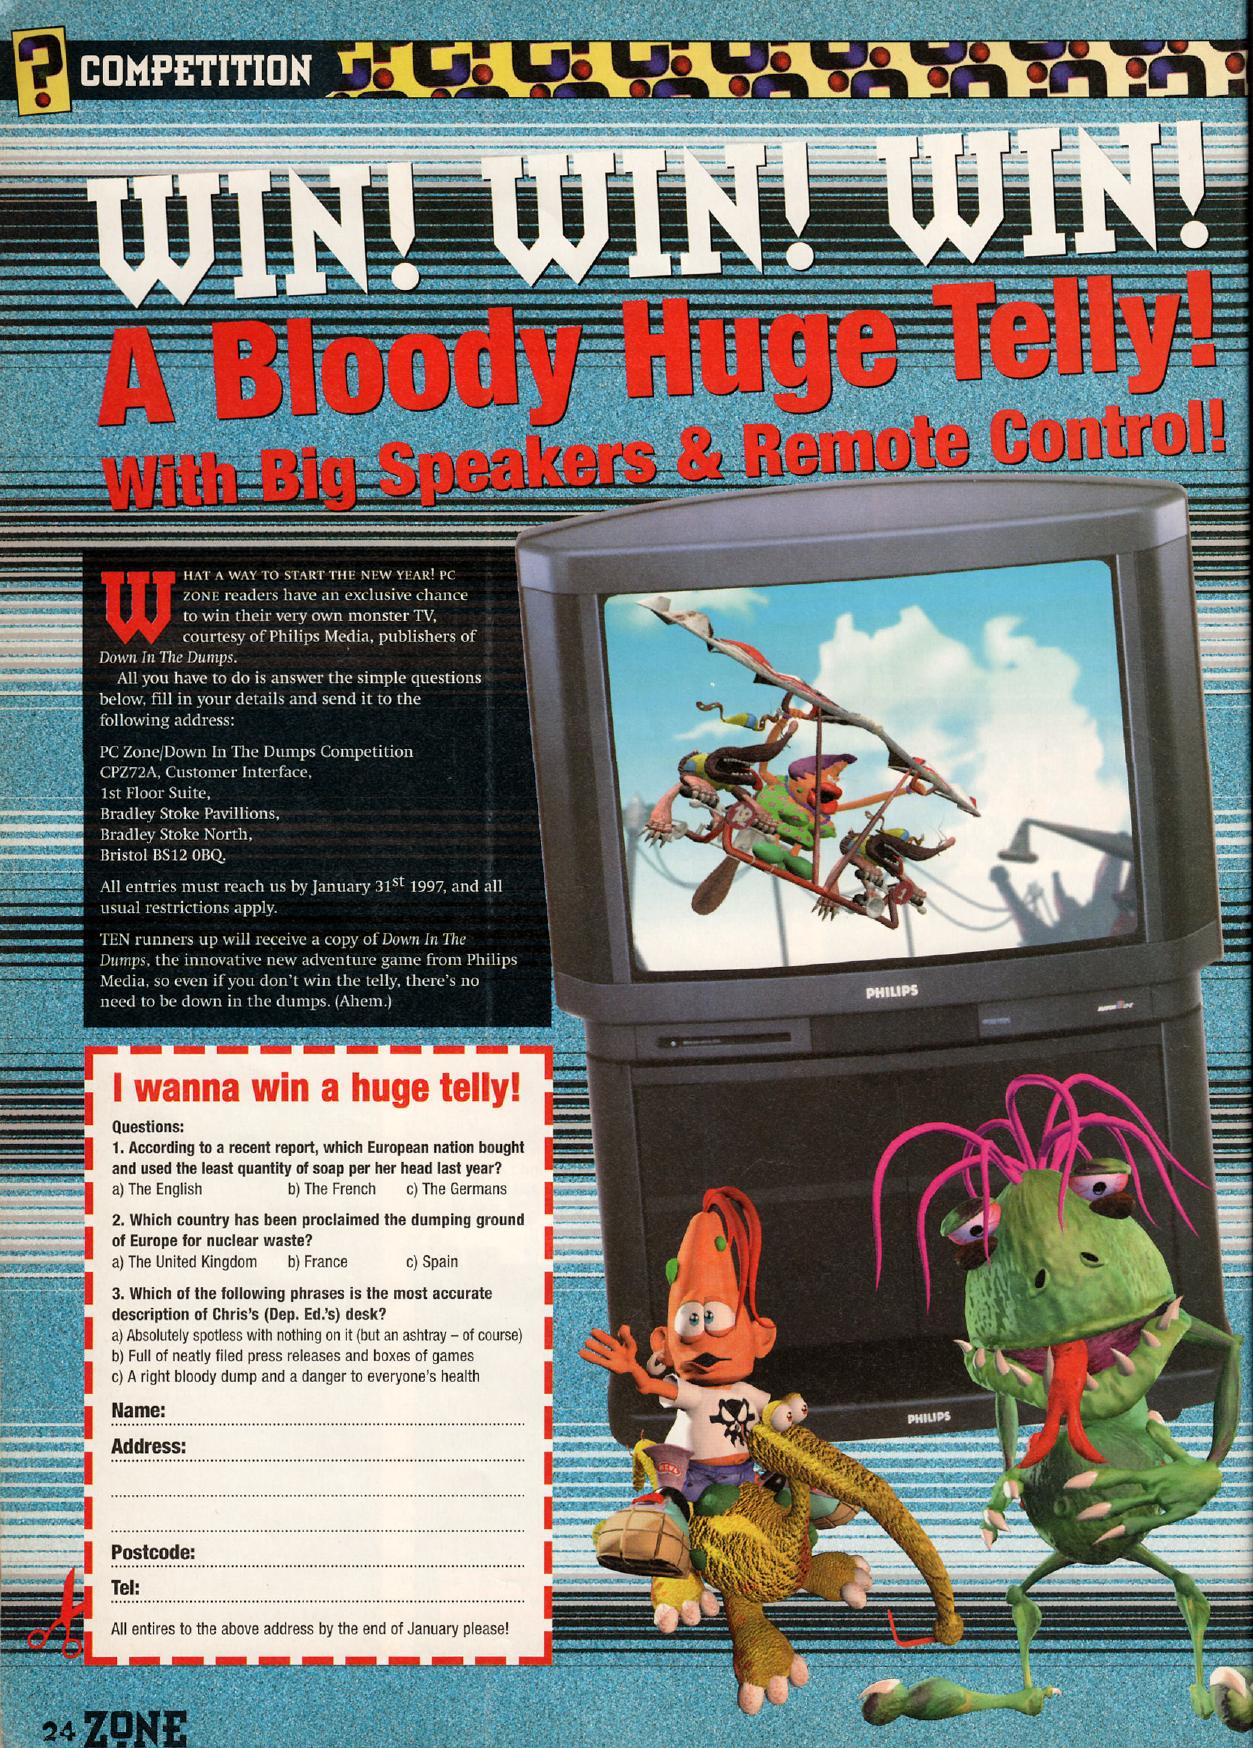 ?
COMPETITION
WIN! WIN! WIN!
A Bloody Huge Telly!
With Big Speakers & Remote Control!
WHAT A WAY TO START THE NEW YEAR! PC
ZONE readers have an exclusive chance
to win their very own monster TV,
courtesy of Philips Media, publishers of
Down In The Dumps.
All you have to do is answer the simple questions
below, fill in your details and send it to the
following address:
PC Zone/Down In The Dumps Competition
CPZ72A, Customer Interface,
1st Floor Suite,
Bradley Stoke Pavillions,
Bradley Stoke North,
Bristol BS12 0BQ.
All entries must reach us by January 31st 1997, and all
usual restrictions apply.
TEN runners up will receive a copy of Down In The
Dumps, the innovative new adventure game from Philips
Media, so even if you don't win the telly, there's no
need to be down in the dumps. (Ahem.)
PHILIPS
I wanna win a huge telly!
Questions:
1. According to a recent report, which European nation bought
and used the least quantity of soap per her head last year?
a) The English b) The French c) The Germans
2. Which country has been proclaimed the dumping ground
of Europe for nuclear waste?
a) The United Kingdom b) France c) Spain
3. Which of the following phrases is the most accurate
description of Chris's (Dep. Ed.'s) desk?
a) Absolutely spotless with nothing on it (but an ashtray – of course)
b) Full of neatly filed press releases and boxes of games
c) A right bloody dump and a danger to everyone's health
Name:
Address:
Postcode:
Tel:
All entires to the above address by the end of January please!
PHILIPS
24 ZONE